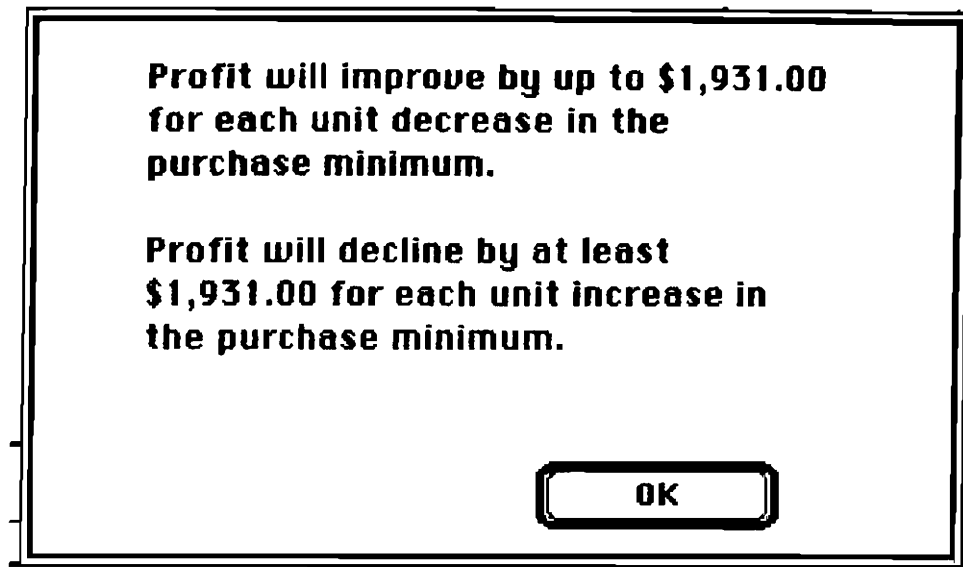 Profit will improve by up to $1,931.00
for each unit decrease in the
purchase minimum.
Profit will decline by at least
$1,931.00 for each unit increase in
the purchase minimum.
OK